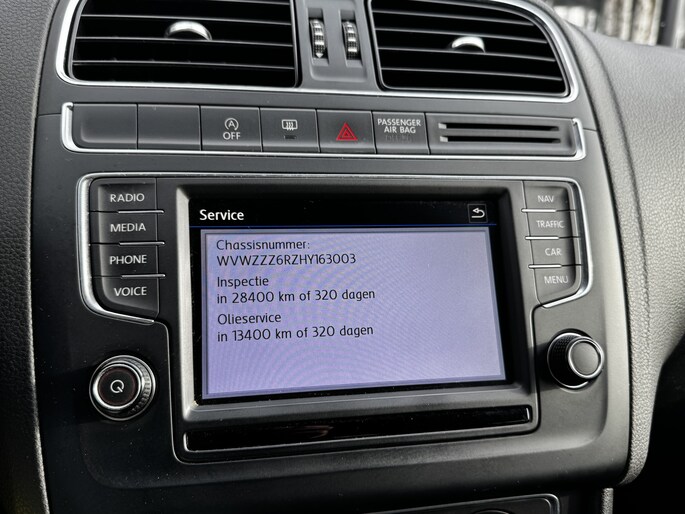 OFF
PASSENGER
AIR BAG
RADIO
MEDIA
PHONE
VOICE
Service
Chassisnummer:
WVWZZZ6RZHY163003
Inspectie
in 28400 km of 320 dagen
Olieservice
in 13400 km of 320 dagen
NAV
TRAFFIC
CAR
MENU